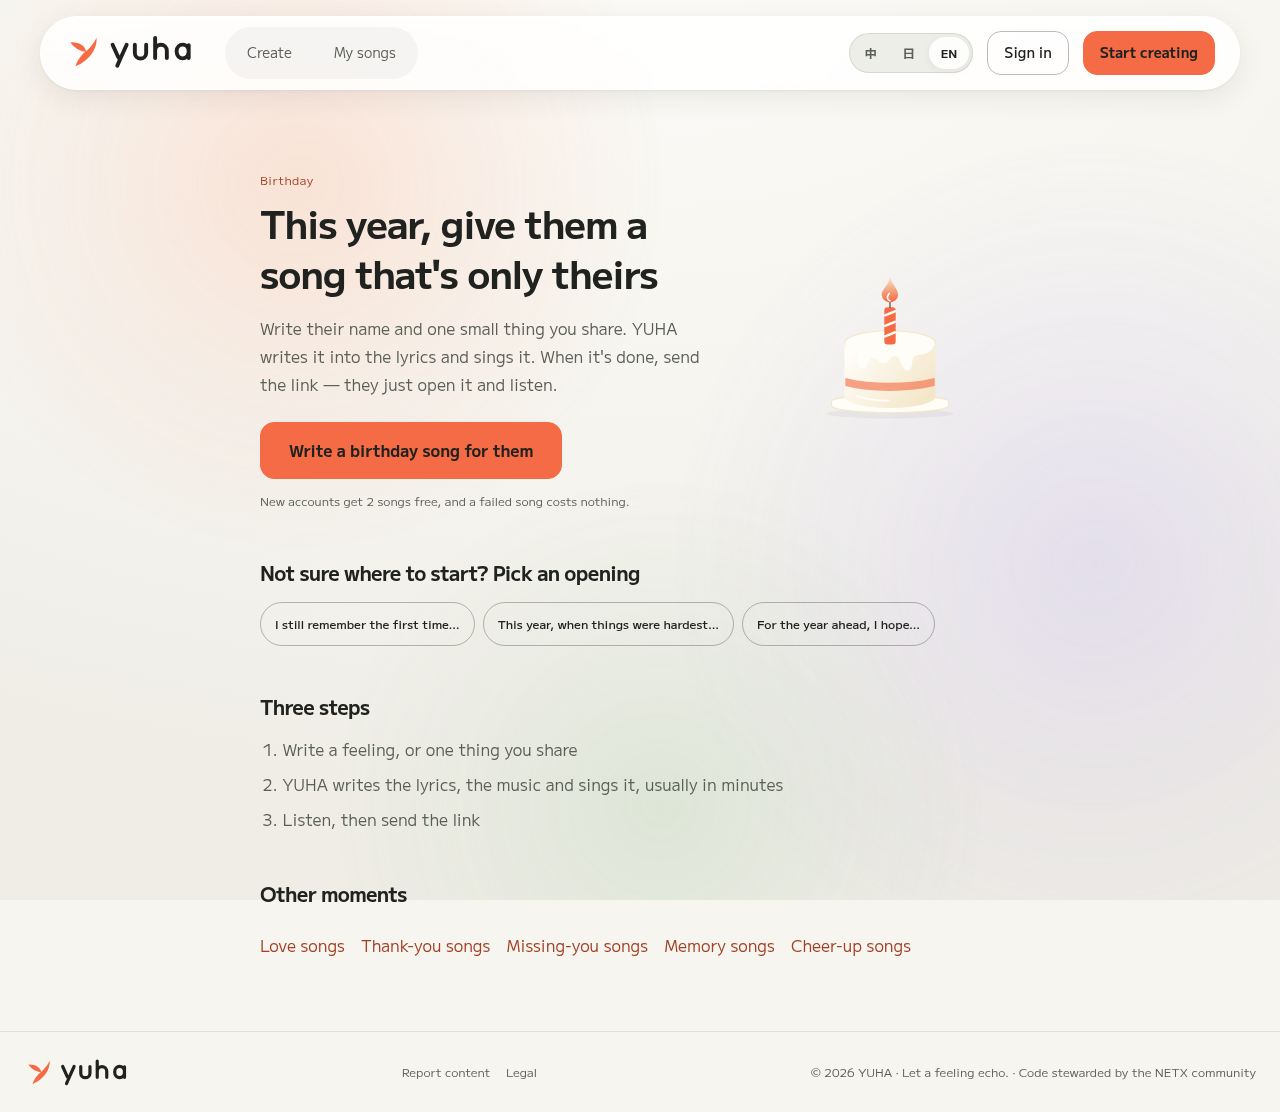 yuha
Create
My songs
中
日
EN
Sign in
Start creating
Birthday
This year, give them a
song that's only theirs
Write their name and one small thing you share. YUHA
writes it into the lyrics and sings it. When it's done, send
the link — they just open it and listen.
Write a birthday song for them
New accounts get 2 songs free, and a failed song costs nothing.
Not sure where to start? Pick an opening
I still remember the first time…
This year, when things were hardest…
For the year ahead, I hope…
Three steps
1. Write a feeling, or one thing you share
2. YUHA writes the lyrics, the music and sings it, usually in minutes
3. Listen, then send the link
Other moments
Love songs
Thank-you songs
Missing-you songs
Memory songs
Cheer-up songs
yuha
Report content
Legal
© 2026 YUHA · Let a feeling echo. · Code stewarded by the NETX community